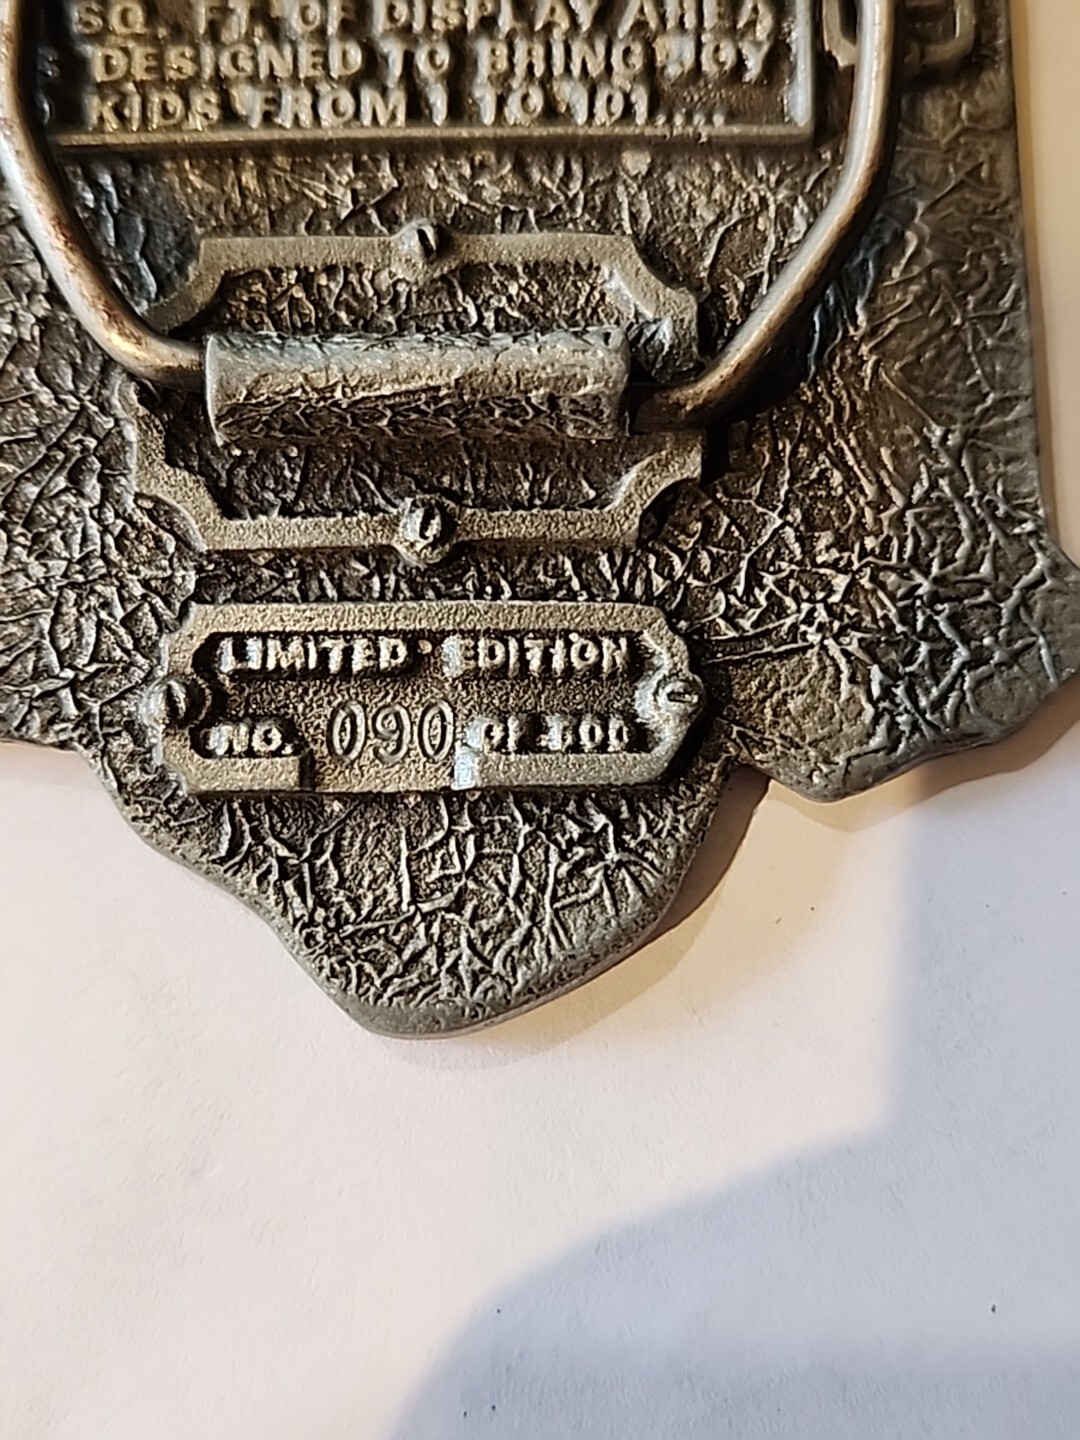 SQ. FT. OF DISPLAY AREA
DESIGNED TO BRING JOY
KIDS FROM 1 TO 101....
LIMITED EDITION
NO. 090 OF